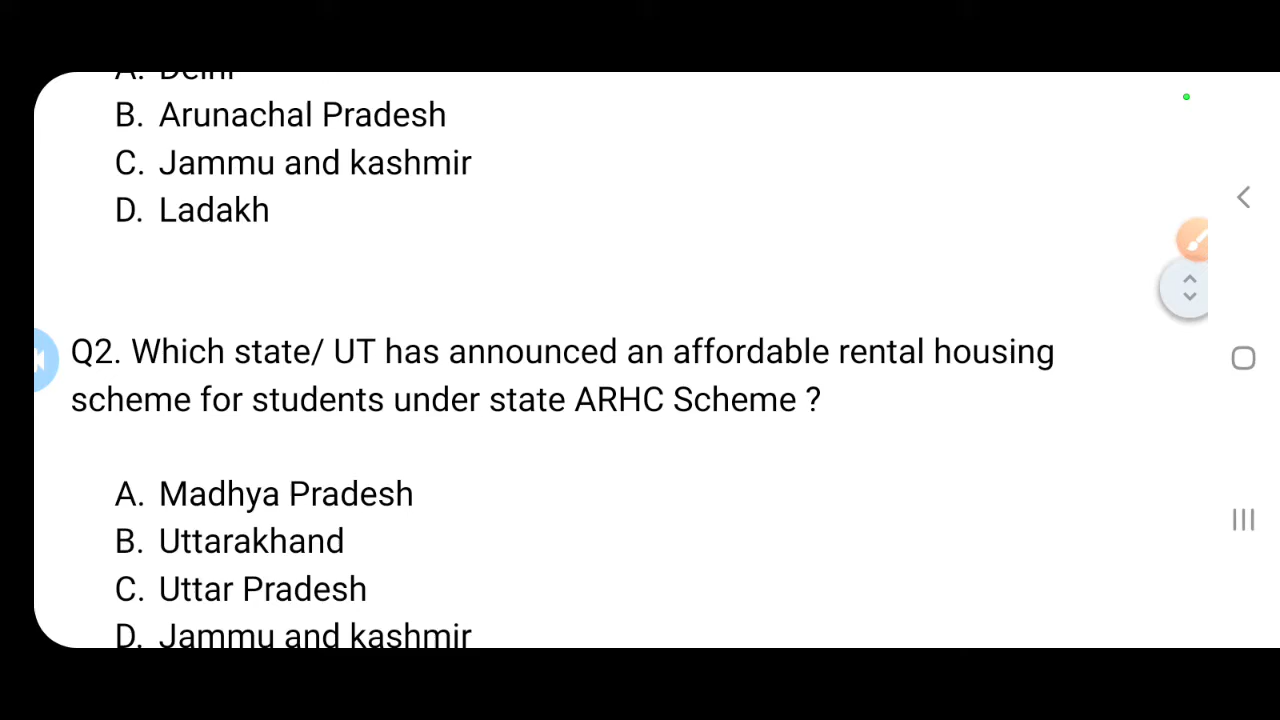 A. Delhi
B. Arunachal Pradesh
C. Jammu and kashmir
D. Ladakh
Q2. Which state/ UT has announced an affordable rental housing
scheme for students under state ARHC Scheme ?
A. Madhya Pradesh
B. Uttarakhand
C. Uttar Pradesh
D. Jammu and kashmir